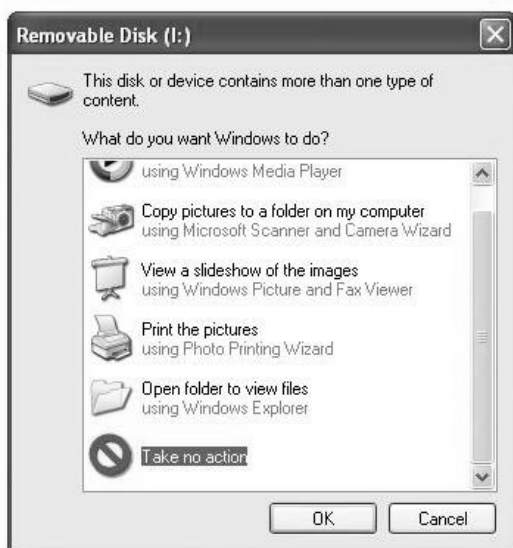 Removable Disk (I:)
This disk or device contains more than one type of
content.
What do you want Windows to do?
using Windows Media Player
Copy pictures to a folder on my computer
using Microsoft Scanner and Camera Wizard
View a slideshow of the images
using Windows Picture and Fax Viewer
Print the pictures
using Photo Printing Wizard
Open folder to view files
using Windows Explorer
Take no action
OK Cancel